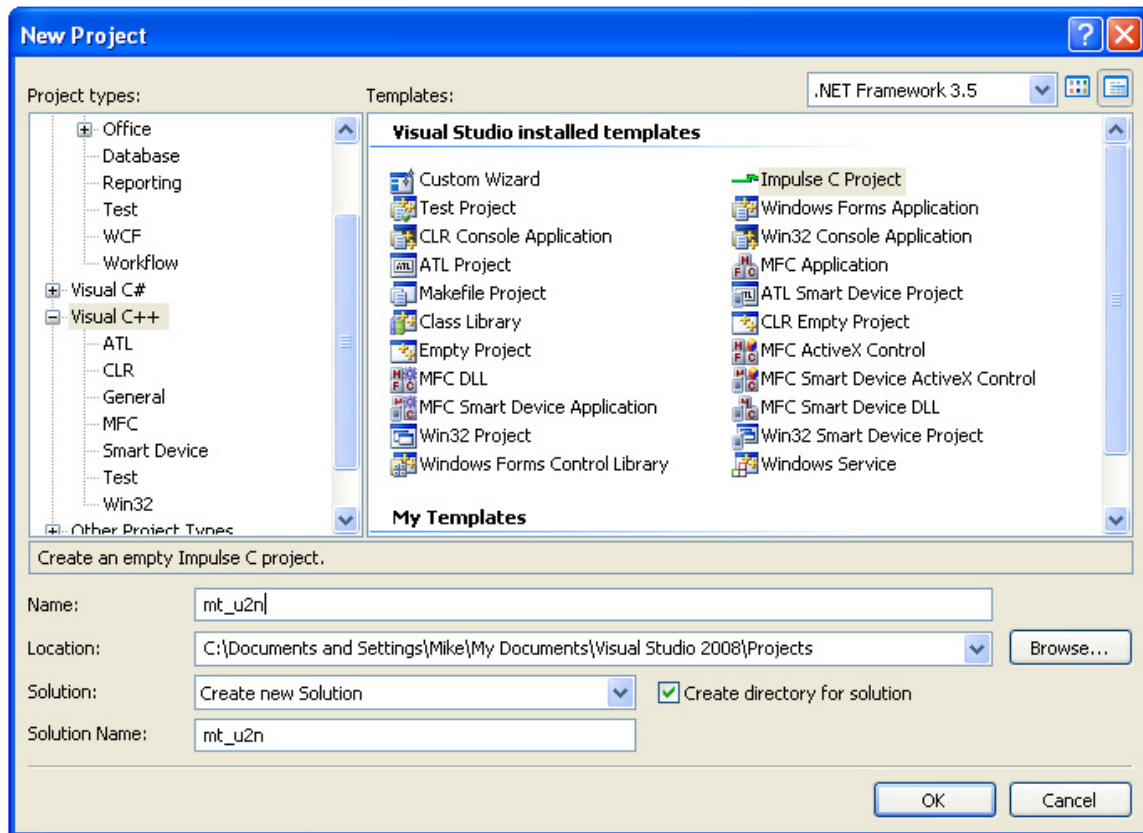 New Project
Project types:
Templates:
.NET Framework 3.5
Office
Database
Reporting
Test
WCF
Workflow
Visual C#
Visual C++
ATL
CLR
General
MFC
Smart Device
Test
Win32
Other Project Types
Visual Studio installed templates
Custom Wizard
Test Project
CLR Console Application
ATL Project
Makefile Project
Class Library
Empty Project
MFC DLL
MFC Smart Device Application
Win32 Project
Windows Forms Control Library
Impulse C Project
Windows Forms Application
Win32 Console Application
MFC Application
ATL Smart Device Project
CLR Empty Project
MFC ActiveX Control
MFC Smart Device ActiveX Control
MFC Smart Device DLL
Win32 Smart Device Project
Windows Service
My Templates
Create an empty Impulse C project.
Name:
mt_u2n
Location:
C:\Documents and Settings\Mike\My Documents\Visual Studio 2008\Projects
Browse...
Solution:
Create new Solution
Create directory for solution
Solution Name:
mt_u2n
OK
Cancel